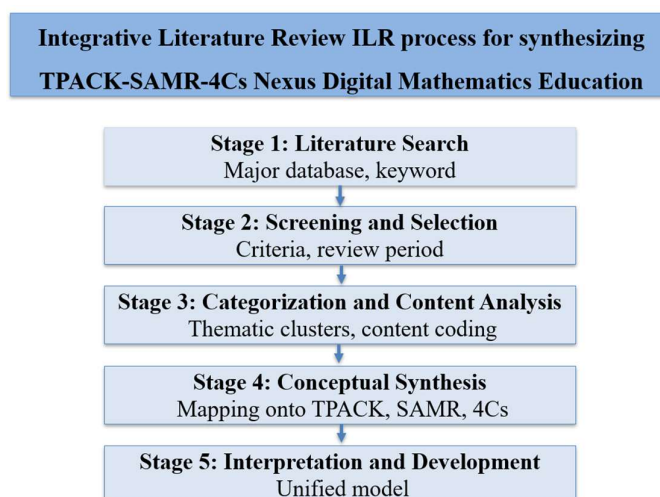 Integrative Literature Review ILR process for synthesizing
TPACK-SAMR-4Cs Nexus Digital Mathematics Education
Stage 1: Literature Search
Major database, keyword
Stage 2: Screening and Selection
Criteria, review period
Stage 3: Categorization and Content Analysis
Thematic clusters, content coding
Stage 4: Conceptual Synthesis
Mapping onto TPACK, SAMR, 4Cs
Stage 5: Interpretation and Development
Unified model